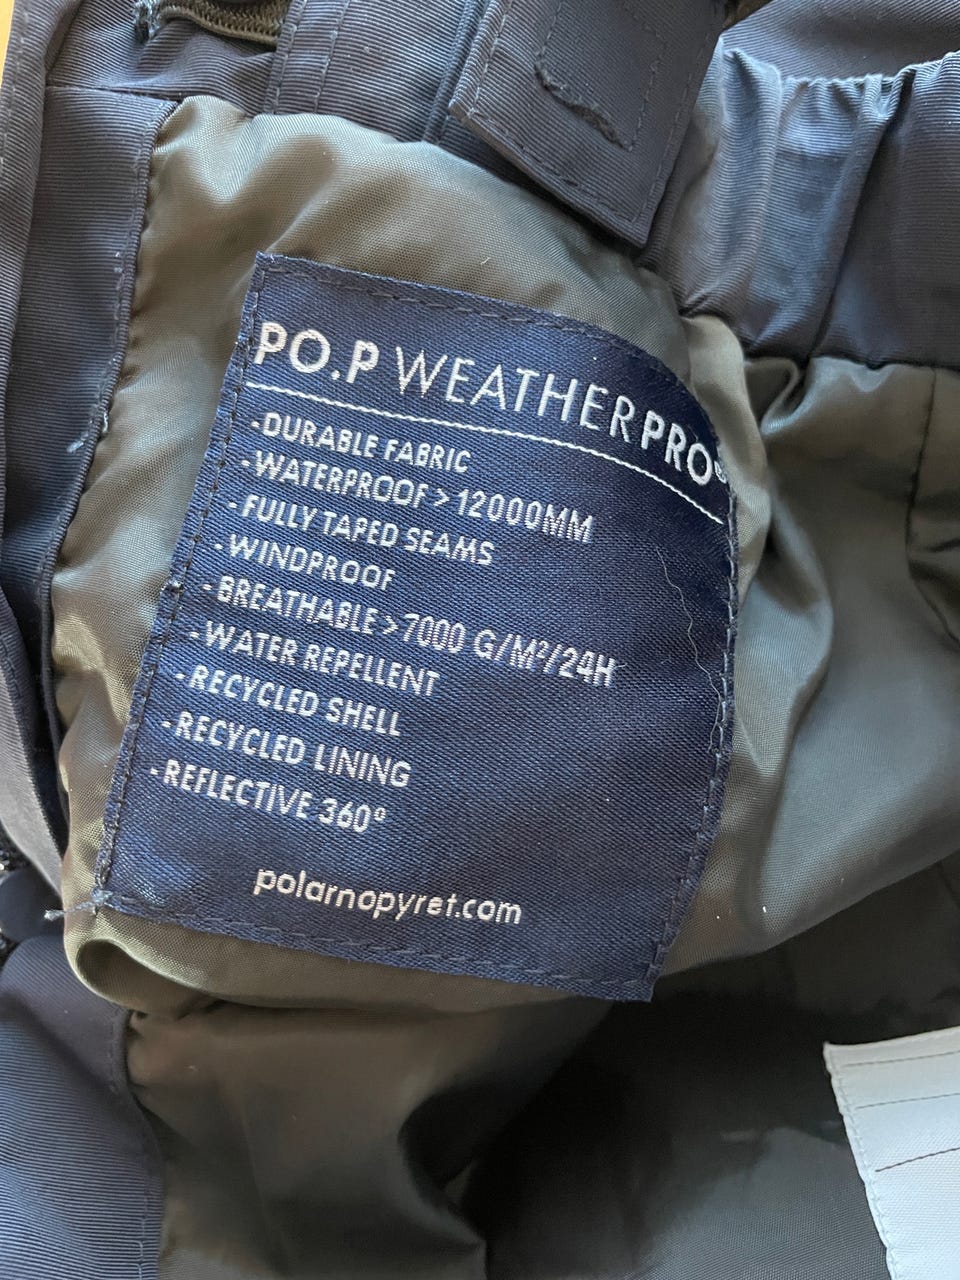 PO.P WEATHERPRO®
-DURABLE FABRIC
-WATERPROOF > 12000MM
-FULLY TAPED SEAMS
-WINDPROOF
-BREATHABLE > 7000 G/M²/24H
-WATER REPELLENT
-RECYCLED SHELL
-RECYCLED LINING
-REFLECTIVE 360°
polarnopyret.com